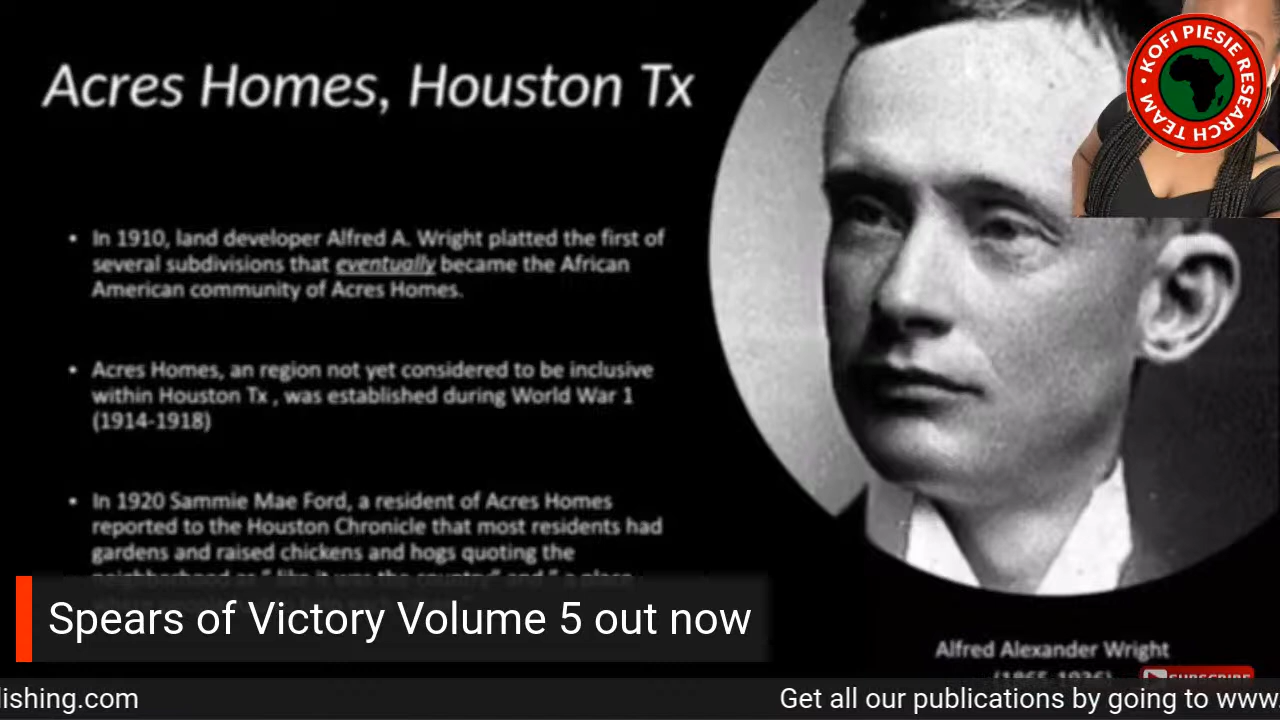 Acres Homes, Houston Tx
KOFI PIESIE RESEARCH TEAM
• In 1910, land developer Alfred A. Wright platted the first of
several subdivisions that eventually became the African
American community of Acres Homes.
• Acres Homes, an region not yet considered to be inclusive
within Houston Tx , was established during World War 1
(1914-1918)
• In 1920 Sammie Mae Ford, a resident of Acres Homes
reported to the Houston Chronicle that most residents had
gardens and raised chickens and hogs quoting the
Spears of Victory Volume 5 out now
Alfred Alexander Wright
SUBSCRIBE
lishing.com
Get all our publications by going to www.